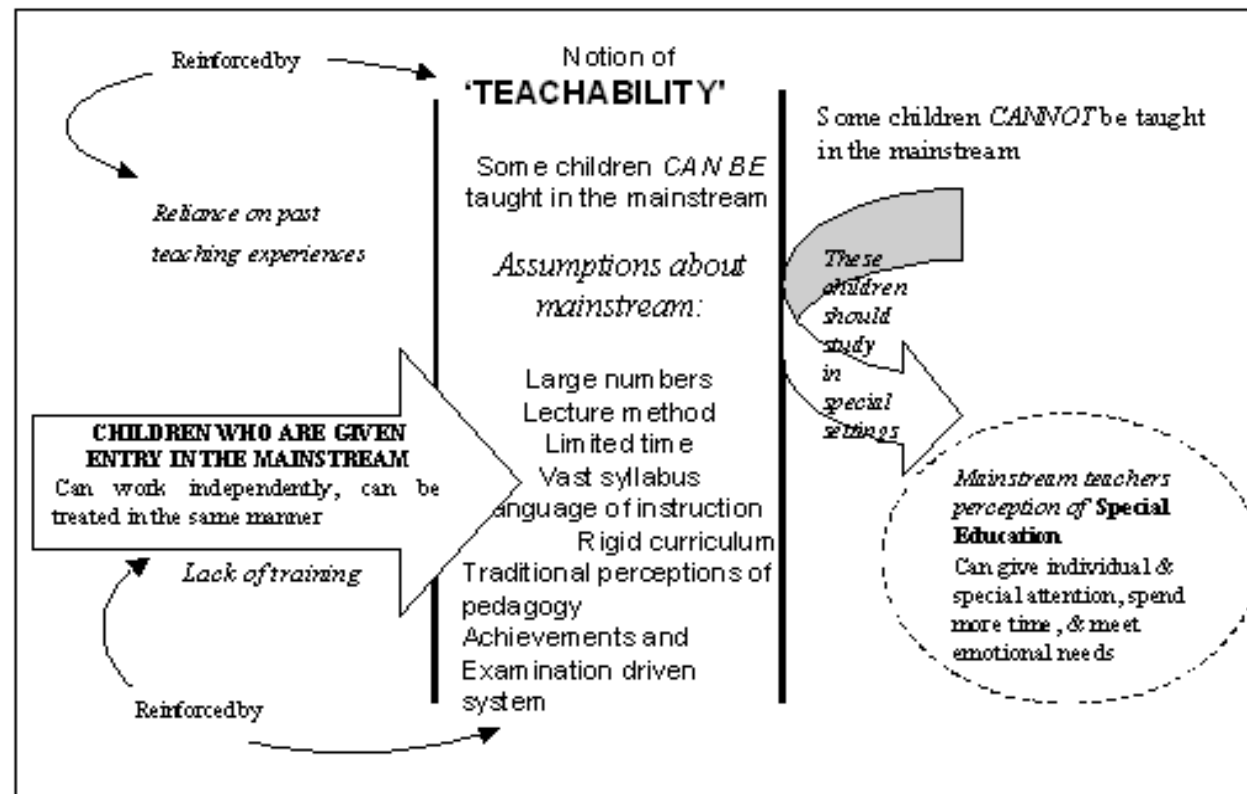 Reinforced by
Notion of
'TEACHABILITY'
Some children CAN BE
taught in the mainstream
Some children CANNOT be taught
in the mainstream
Reliance on past
teaching experiences
Assumptions about
mainstream:
These
children
should
study
in
special
settings
Large numbers
Lecture method
Limited time
Vast syllabus
anguage of instruction
Rigid curriculum
Traditional perceptions of
pedagogy
Achievements and
Examination driven
system
CHILDREN WHO ARE GIVEN
ENTRY IN THE MAINSTREAM
Can work independently, can be
treated in the same manner
Lack of training
Reinforced by
Mainstream teachers
perception of Special
Education
Can give individual &
special attention, spend
more time, & meet
emotional needs